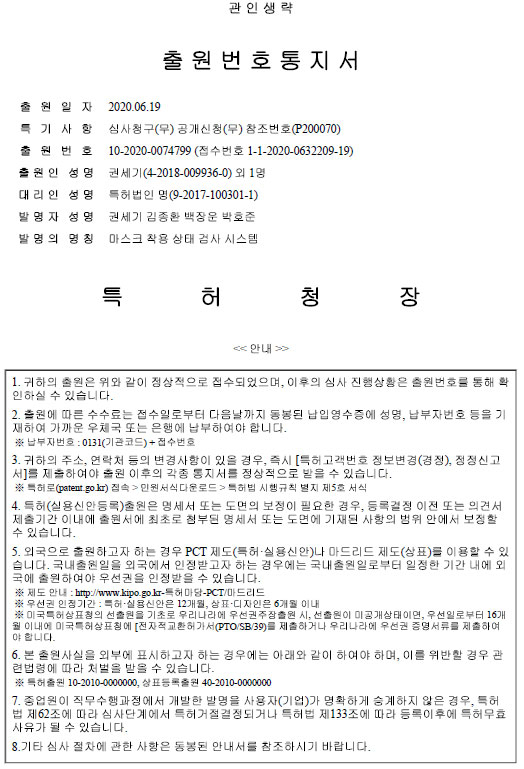 관 인 생 략
출 원 번 호 통 지 서
출 원 일 자 2020.06.19
특 기 사 항 심사청구(무) 공개신청(무) 참조번호(P200070)
출 원 번 호 10-2020-0074799 (접수번호 1-1-2020-0632209-19)
출원인 성명 권세기(4-2018-009936-0) 외 1명
대리인 성명 특허법인 명(9-2017-100301-1)
발명자 성명 권세기 김종환 백장운 박호준
발명의 명칭 마스크 착용 상태 검사 시스템
특 허 청 장
<< 안내 >>
1. 귀하의 출원은 위와 같이 정상적으로 접수되었으며, 이후의 심사 진행상황은 출원번호를 통해 확
인하실 수 있습니다.
2. 출원에 따른 수수료는 접수일로부터 다음날까지 동봉된 납입영수증에 성명, 납부자번호 등을 기
재하여 가까운 우체국 또는 은행에 납부하여야 합니다.
※ 납부자번호 : 0131(기관코드) + 접수번호
3. 귀하의 주소, 연락처 등의 변경사항이 있을 경우, 즉시 [특허고객번호 정보변경(경정), 정정신고
서]를 제출하여야 출원 이후의 각종 통지서를 정상적으로 받을 수 있습니다.
※ 특허로(patent.go.kr) 접속 > 민원서식다운로드 > 특허법 시행규칙 별지 제5호 서식
4. 특허(실용신안등록)출원은 명세서 또는 도면의 보정이 필요한 경우, 등록결정 이전 또는 의견서
제출기간 이내에 출원서에 최초로 첨부된 명세서 또는 도면에 기재된 사항의 범위 안에서 보정할
수 있습니다.
5. 외국으로 출원하고자 하는 경우 PCT 제도(특허·실용신안)나 마드리드 제도(상표)를 이용할 수 있
습니다. 국내출원일을 외국에서 인정받고자 하는 경우에는 국내출원일로부터 일정한 기간 내에 외
국에 출원하여야 우선권을 인정받을 수 있습니다.
※ 제도 안내 : http://www.kipo.go.kr-특허마당-PCT/마드리드
※ 우선권 인정기간 : 특허·실용신안은 12개월, 상표·디자인은 6개월 이내
※ 미국특허상표청의 선출원을 기초로 우리나라에 우선권주장출원 시, 선출원이 미공개상태이면, 우선일로부터 16개
월 이내에 미국특허상표청에 [전자적교환허가서(PTO/SB/39)를 제출하거나 우리나라에 우선권 증명서류를 제출하여
야 합니다.
6. 본 출원사실을 외부에 표시하고자 하는 경우에는 아래와 같이 하여야 하며, 이를 위반할 경우 관
련법령에 따라 처벌을 받을 수 있습니다.
※ 특허출원 10-2010-0000000, 상표등록출원 40-2010-0000000
7. 종업원이 직무수행과정에서 개발한 발명을 사용자(기업)가 명확하게 승계하지 않은 경우, 특허
법 제62조에 따라 심사단계에서 특허거절결정되거나 특허법 제133조에 따라 등록이후에 특허무효
사유가 될 수 있습니다.
8.기타 심사 절차에 관한 사항은 동봉된 안내서를 참조하시기 바랍니다.